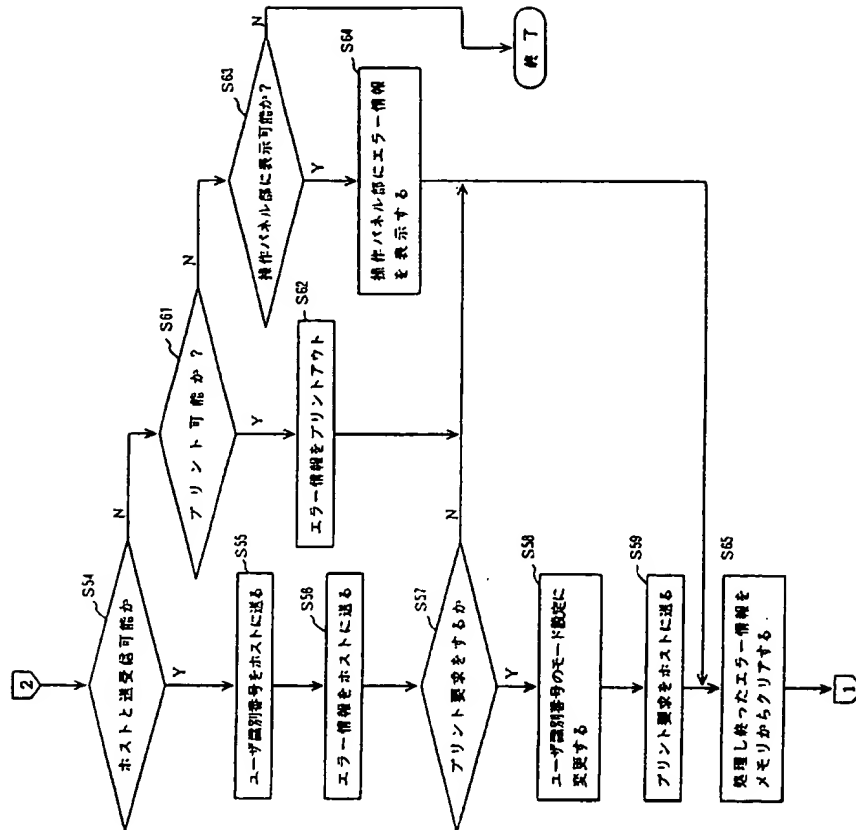 2
S54
ホストと送受信可能か
N
Y
S55
ユーザ識別番号をホストに送る
S56
エラー情報をホストに送る
S57
プリント要求をするか
N
Y
S58
ユーザ識別番号のモード設定に
変更する
S59
プリント要求をホストに送る
S65
処理し終ったエラー情報を
メモリからクリアする.
1
S61
プリント可能か?
N
Y
S62
エラー情報をプリントアウト
S63
操作パネル部に表示可能か?
N
Y
S64
操作パネル部にエラー情報
を表示する
終了